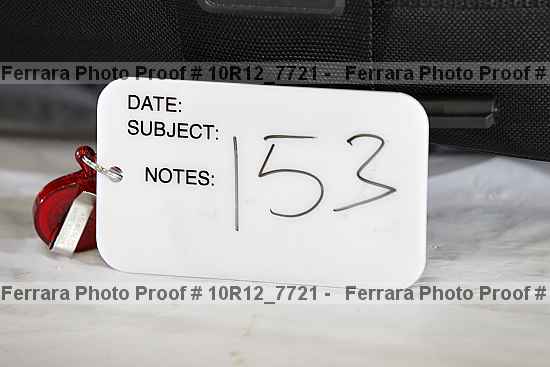 Ferrara Photo Proof # 10R12_7721 - Ferrara Photo Proof #
DATE:
SUBJECT:
NOTES: 153
Ferrara Photo Proof # 10R12_7721 - Ferrara Photo Proof #